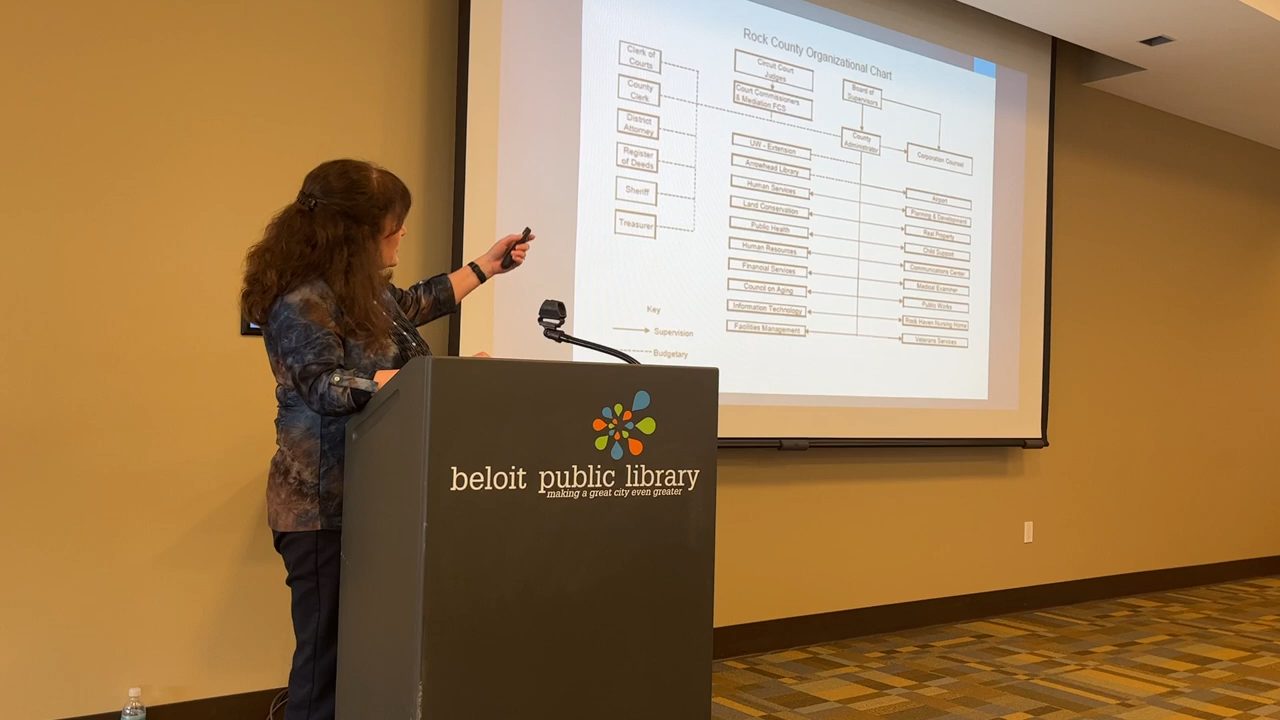 Rock County Organizational Chart
Clerk of
Courts
County
Clerk
District
Attorney
Register
of Deeds
Sheriff
Treasurer
Circuit Court
Judges
Court Commissioners
& Mediation FCS
Board of
Supervisors
County
Administrator
Corporation Counsel
UW - Extension
Arrowhead Library
Human Services
Land Conservation
Public Health
Human Resources
Financial Services
Council on Aging
Information Technology
Facilities Management
Airport
Planning & Development
Real Property
Child Support
Communications Center
Medical Examiner
Public Works
Rock Haven Nursing Home
Veterans Services
Key
Supervision
Budgetary
beloit public library
making a great city even greater